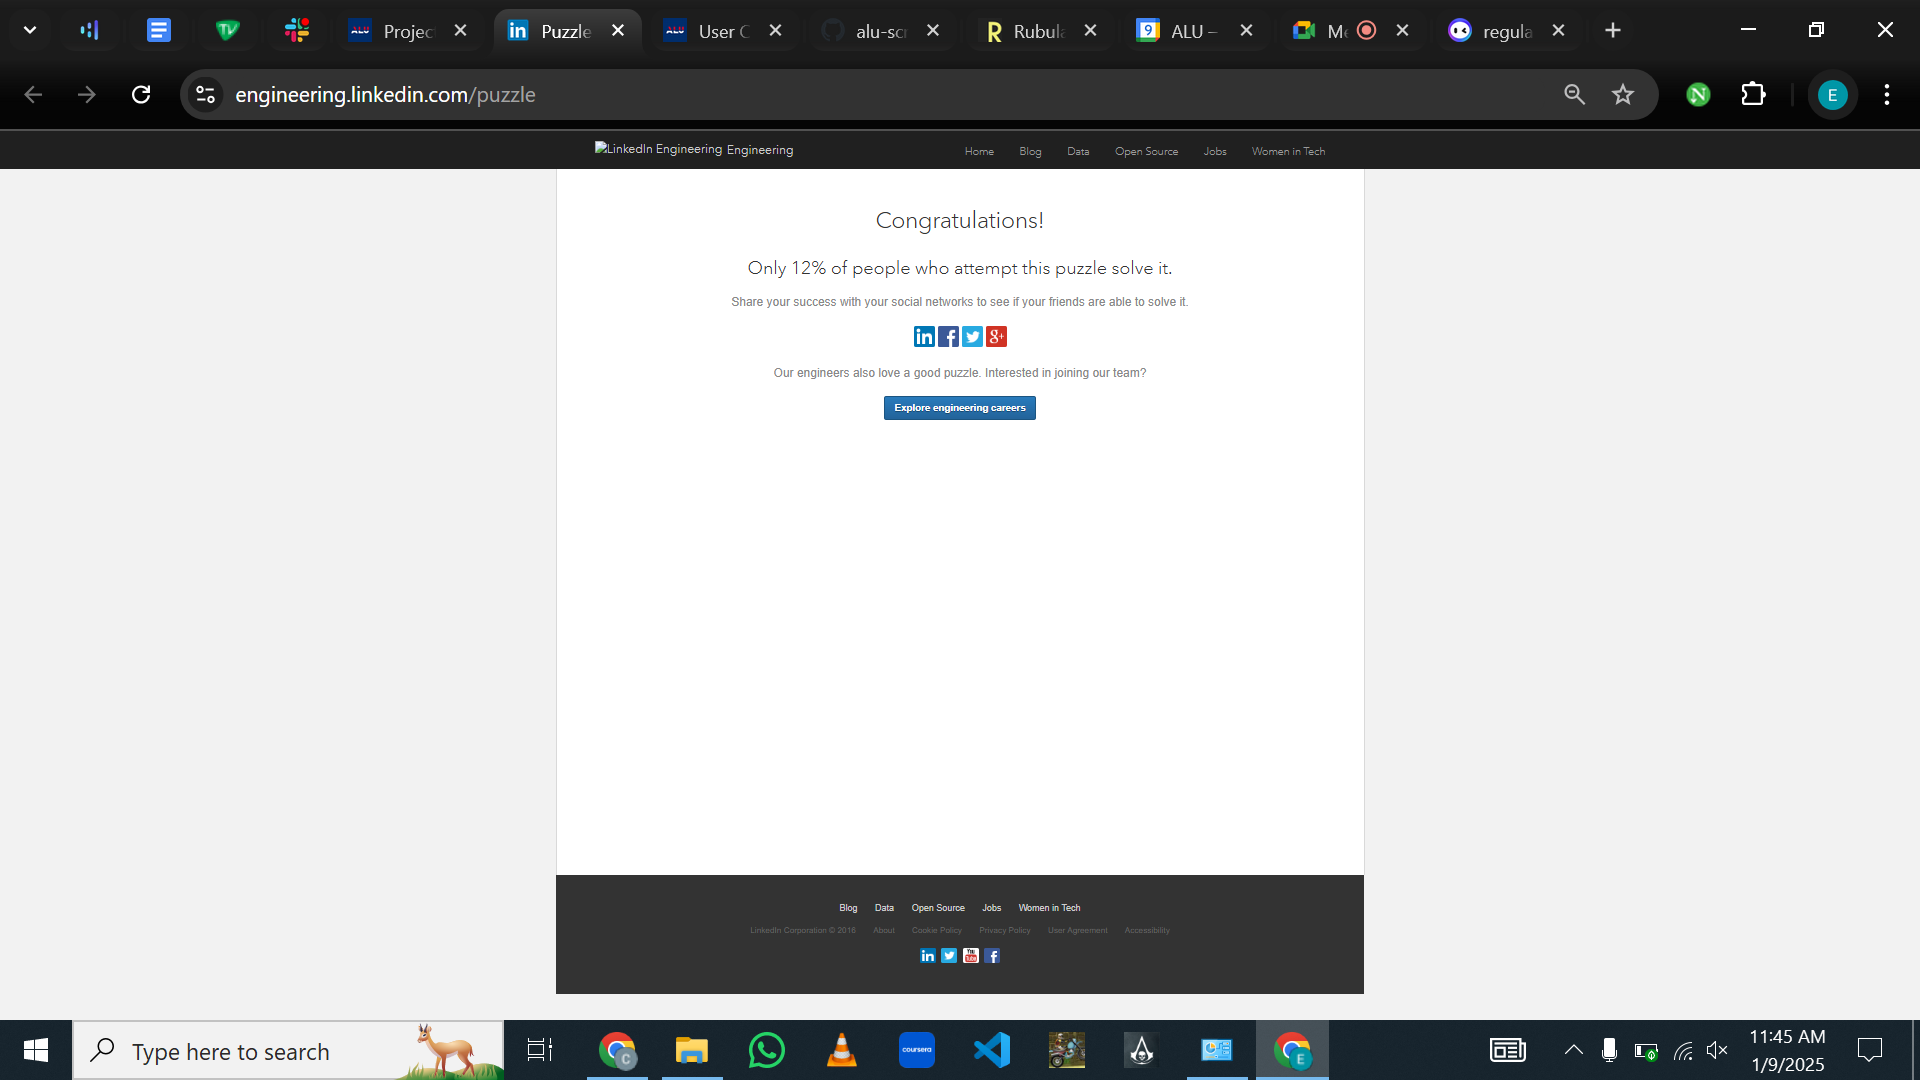 Projec
Puzzle
User C
alu-scr
Rubula
ALU –
Me
regula
engineering.linkedin.com/puzzle
E
LinkedIn Engineering Engineering
Home Blog Data Open Source Jobs Women in Tech
Congratulations!
Only 12% of people who attempt this puzzle solve it.
Share your success with your social networks to see if your friends are able to solve it.
Our engineers also love a good puzzle. Interested in joining our team?
Explore engineering careers
Blog Data Open Source Jobs Women in Tech
LinkedIn Corporation © 2016 About Cookie Policy Privacy Policy User Agreement Accessibility
Type here to search
coursera
11:45 AM
1/9/2025